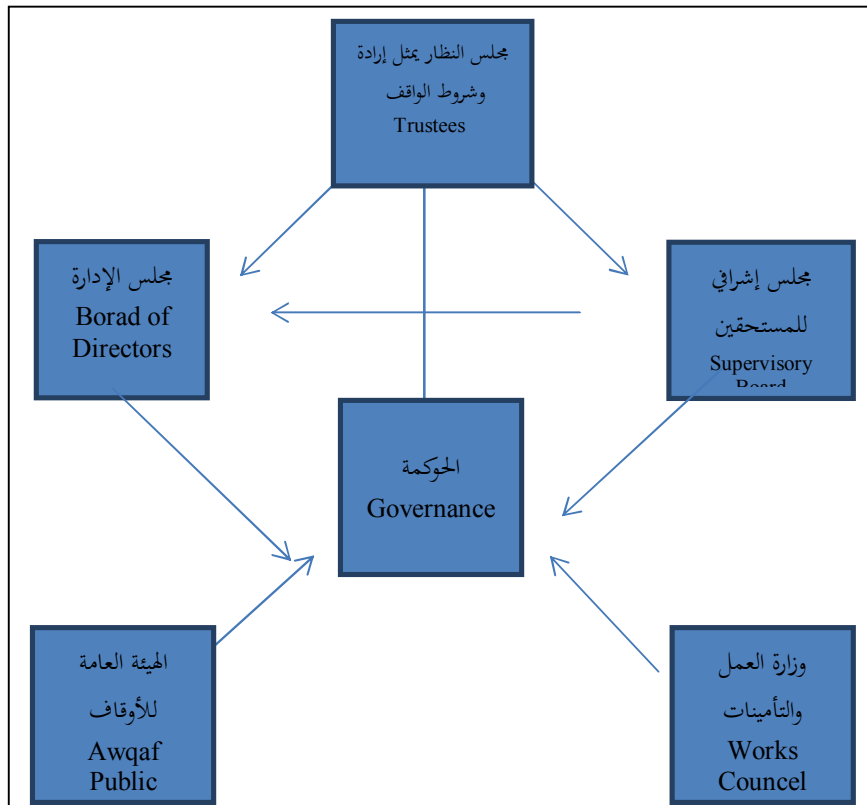 مجلس النظار يمثل إرادة
وشروط الواقف
Trustees
مجلس الإدارة
Borad of
Directors
مجلس إشرافي
للمستحقين
Supervisory
Board
الحوكمة
Governance
الهيئة العامة
للأوقاف
Awqaf
Public
وزارة العمل
والتأمينات
Works
Councel